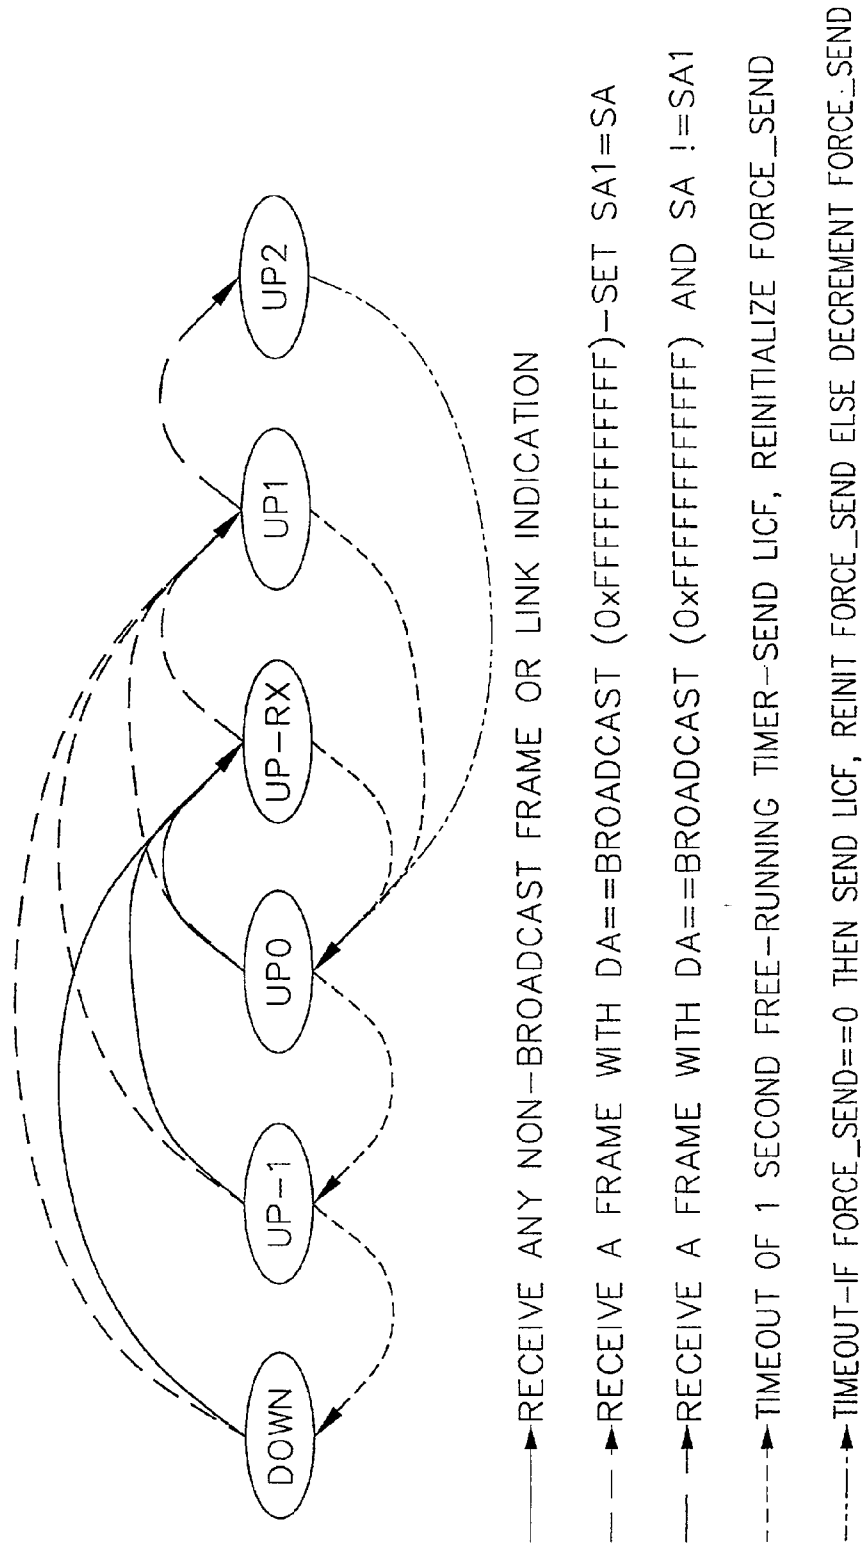 DOWN
UP-1
UP0
UP-RX
UP1
UP2
RECEIVE ANY NON-BROADCAST FRAME OR LINK INDICATION
RECEIVE A FRAME WITH DA==BROADCAST (0xFFFFFFFFFFFF)-SET SA1=SA
RECEIVE A FRAME WITH DA==BROADCAST (0xFFFFFFFFFFFF) AND SA !=SA1
TIMEOUT OF 1 SECOND FREE-RUNNING TIMER-SEND LICF, REINITIALIZE FORCE_SEND
TIMEOUT-IF FORCE_SEND==0 THEN SEND LICF, REINIT FORCE_SEND ELSE DECREMENT FORCE_SEND